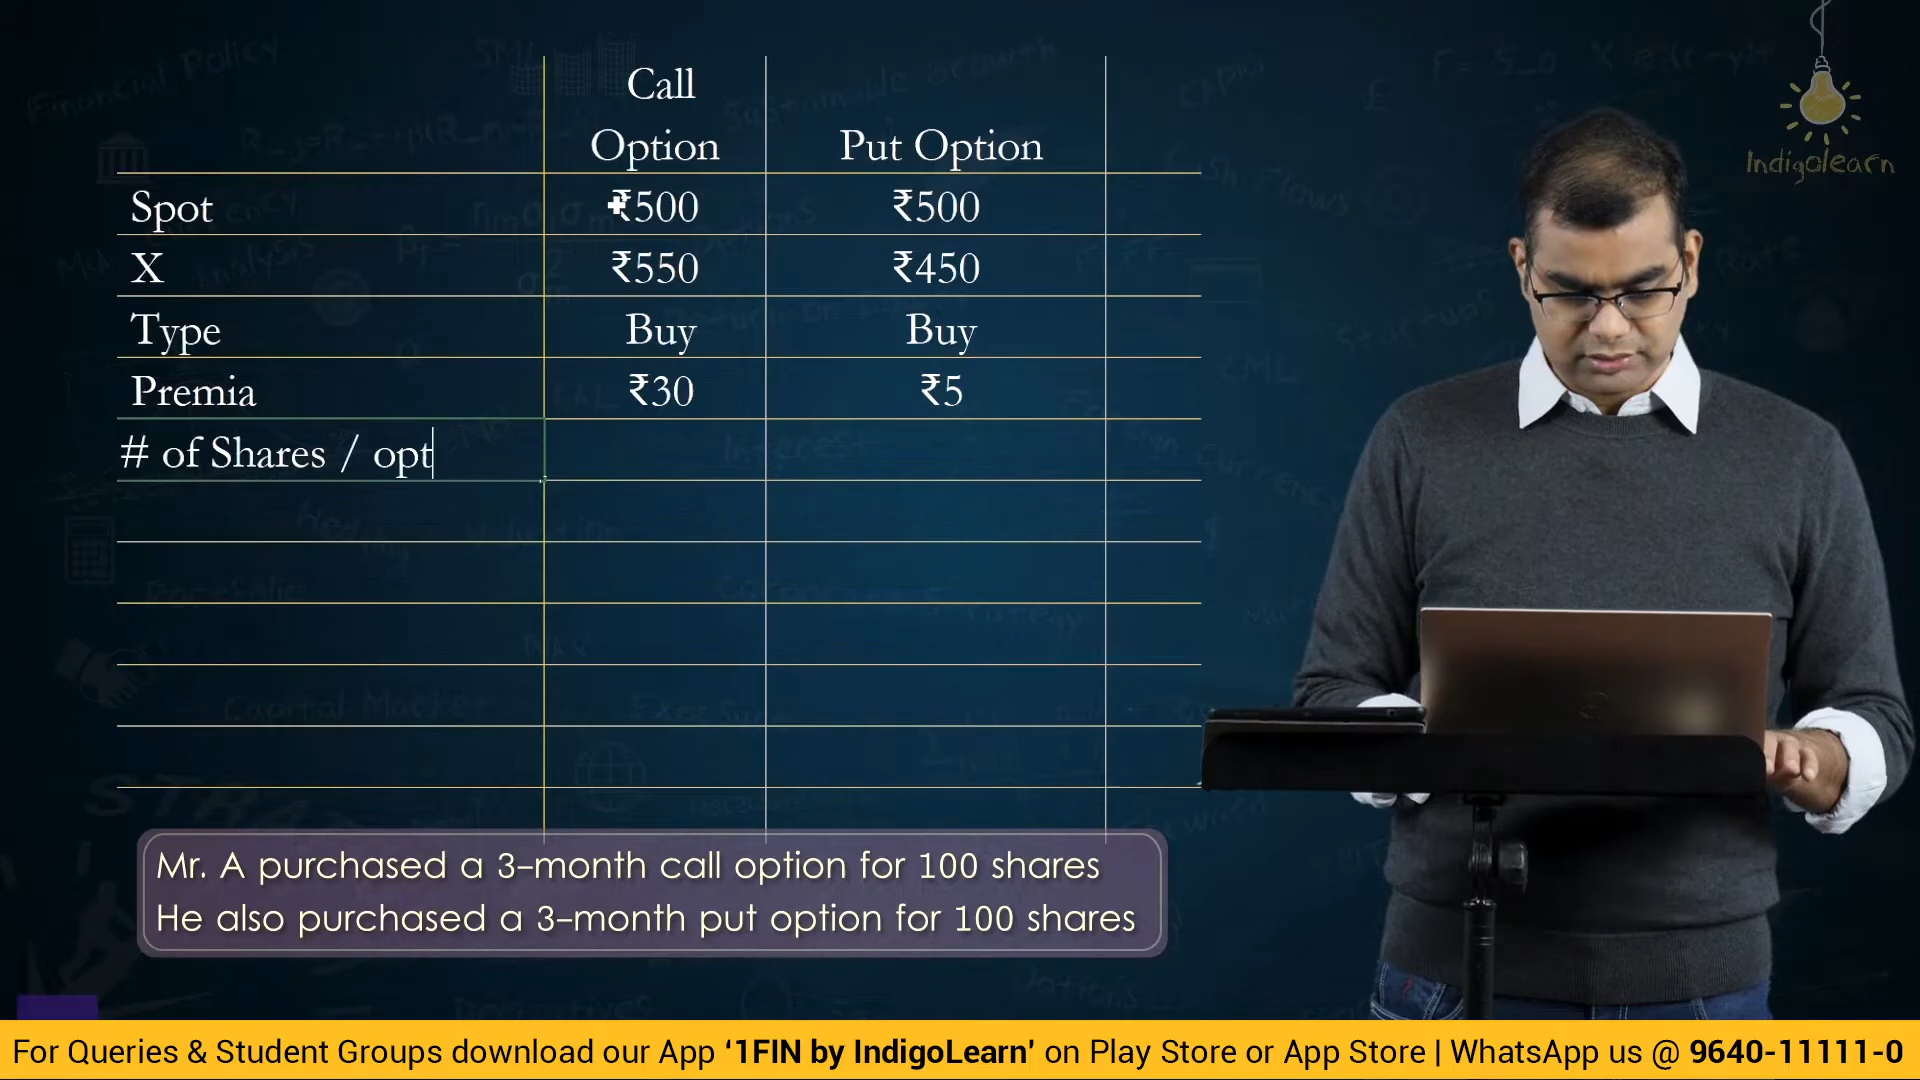 Call
Option Put Option
Spot ₹500 ₹500
X ₹550 ₹450
Type Buy Buy
Premia ₹30 ₹5
# of Shares / opt
Mr. A purchased a 3-month call option for 100 shares
He also purchased a 3-month put option for 100 shares
Indigolearn
For Queries & Student Groups download our App ‘1FIN by IndigoLearn' on Play Store or App Store | WhatsApp us @ 9640-11111-0